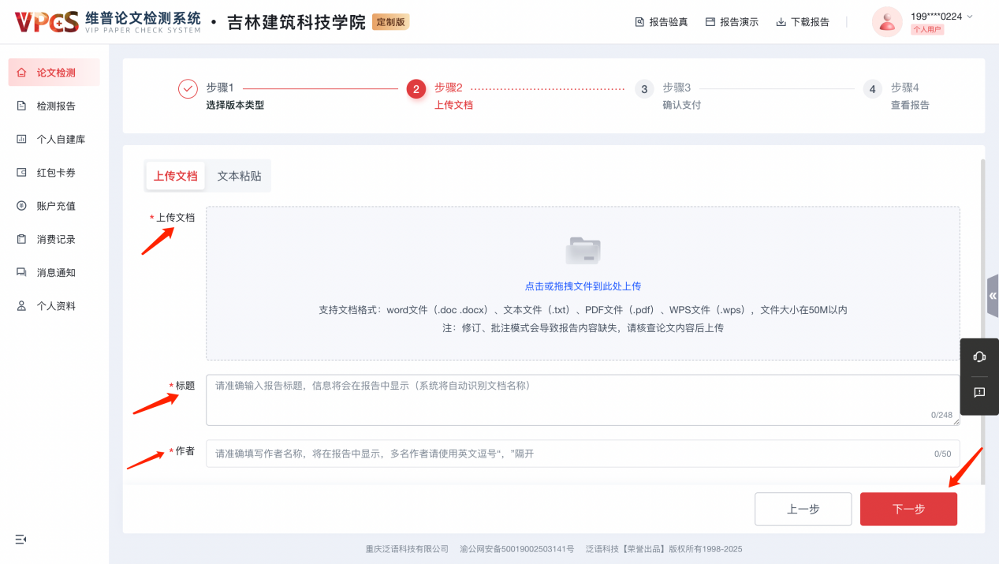 VPCS 维普论文检测系统 • 吉林建筑科技学院 定制版
VIP PAPER CHECK SYSTEM
报告验真 报告演示 下载报告
199****0224
个人用户
论文检测
检测报告
个人自建库
红包卡券
账户充值
消费记录
消息通知
个人资料
步骤1
选择版本类型
2 步骤2
上传文档
3 步骤3
确认支付
4 步骤4
查看报告
上传文档 文本粘贴
*上传文档
点击或拖拽文件到此处上传
支持文档格式：word文件（.doc .docx）、文本文件（.txt）、PDF文件（.pdf）、WPS文件（.wps），文件大小在50M以内
注：修订、批注模式会导致报告内容缺失，请核查论文内容后上传
*标题 请准确输入报告标题，信息将会在报告中显示（系统将自动识别文档名称）
0/248
*作者 请准确填写作者名称，将在报告中显示，多名作者请使用英文逗号“，”隔开 0/50
上一步 下一步
重庆泛语科技有限公司 渝公网安备50019002503141号 泛语科技【荣誉出品】版权所有1998-2025